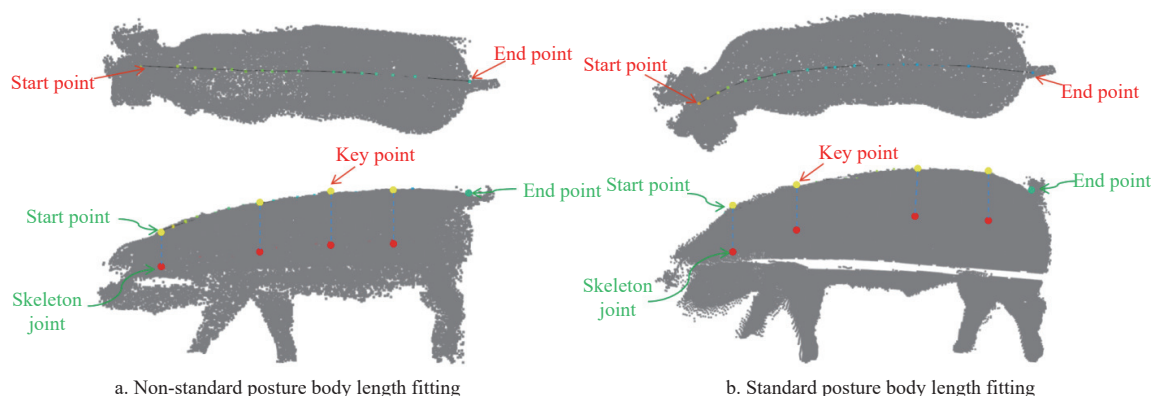 Start point
End point
Key point
Start point
End point
Skeleton
joint
a. Non-standard posture body length fitting
Start point
End point
Key point
Start point
End point
Skeleton
joint
b. Standard posture body length fitting